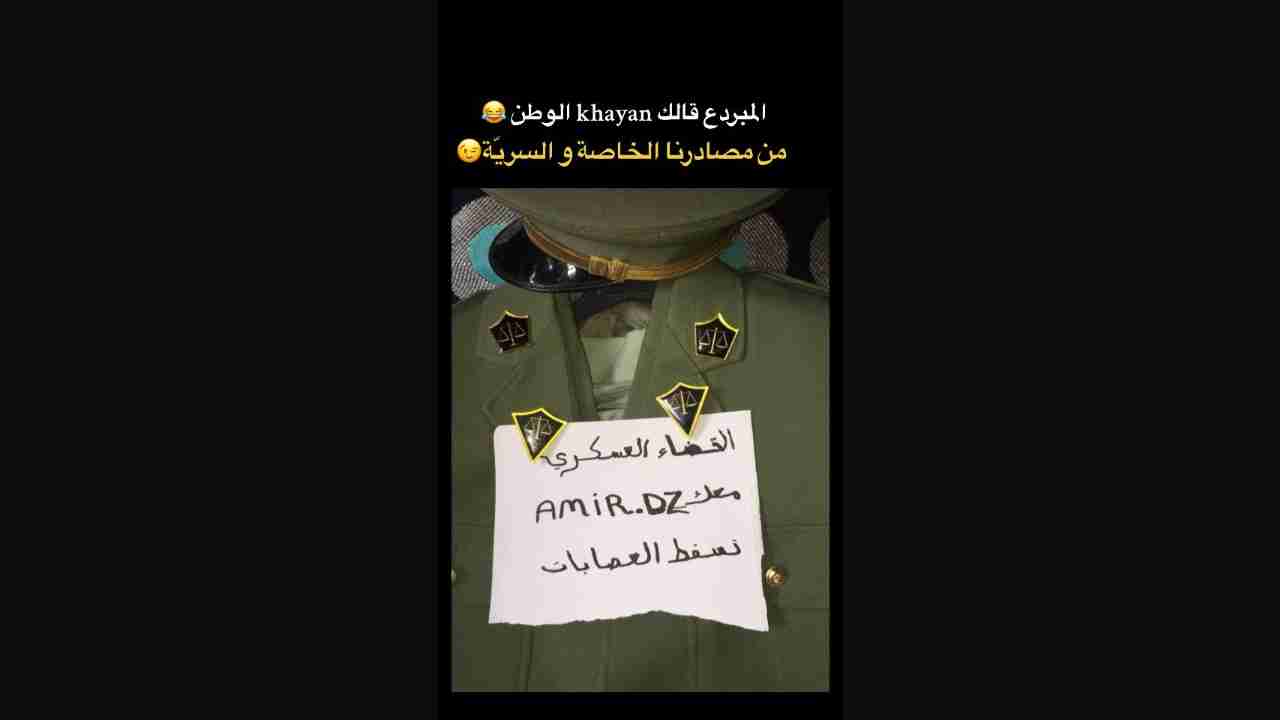 المبردع قالك khayan الوطن 😂
من مصادرنا الخاصة و السريّة😉
القضاء العسكري
معك AMiR.DZ
نسقط العصابات